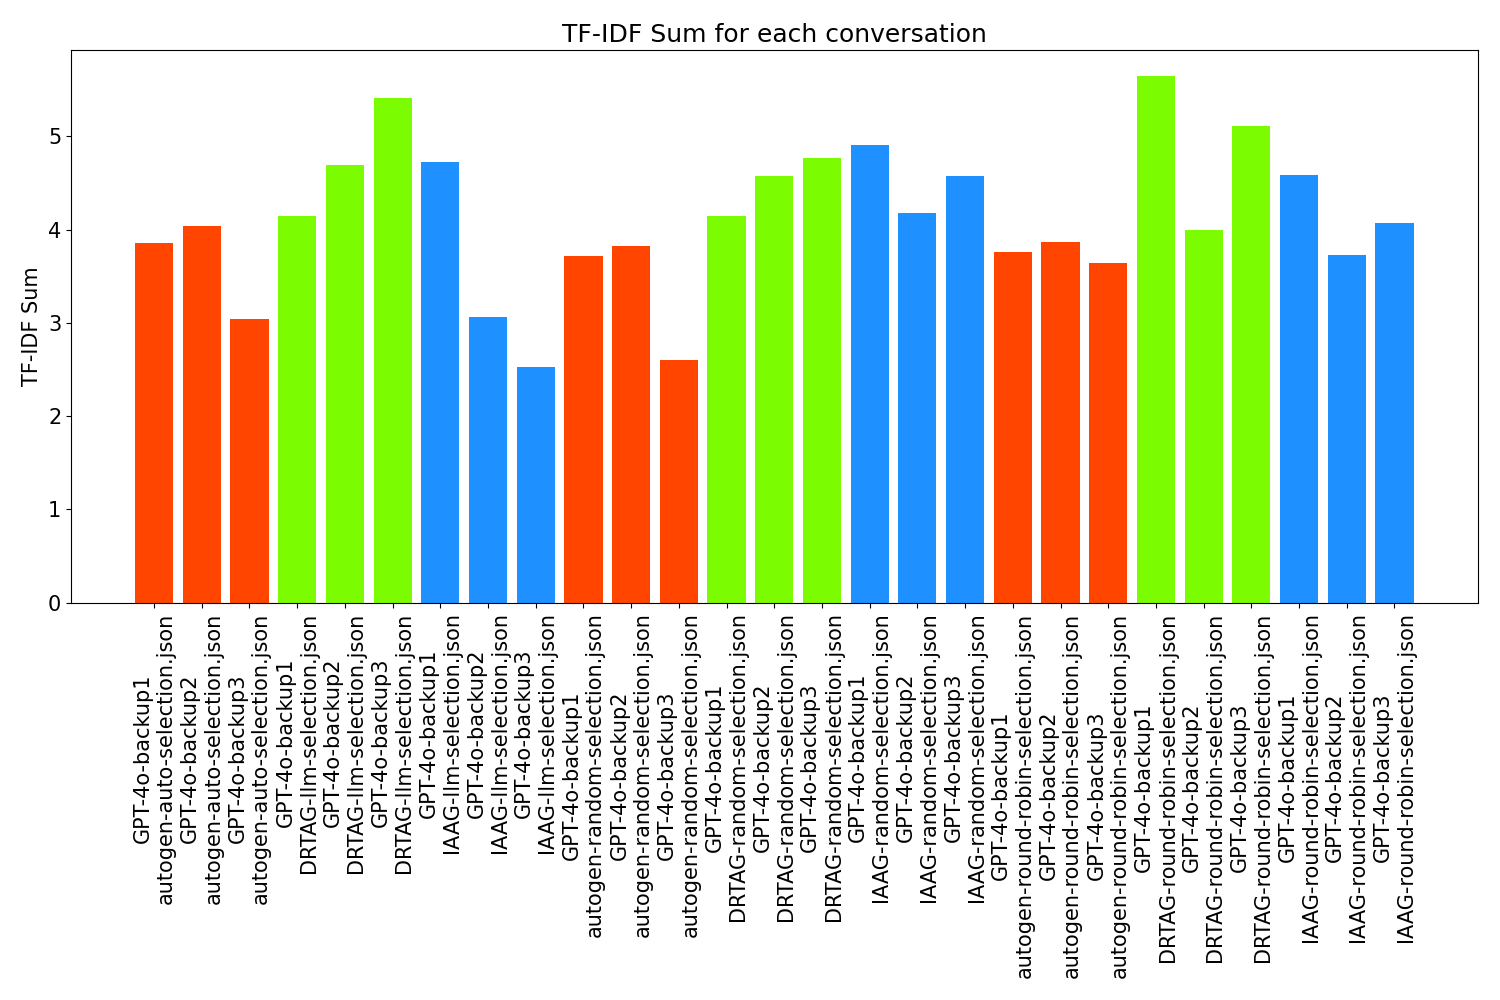 TF-IDF Sum for each conversation
TF-IDF Sum
5
4
3
2
1
0
GPT-4o-backup1
autogen-auto-selection.json
GPT-4o-backup2
autogen-auto-selection.json
GPT-4o-backup3
autogen-auto-selection.json
GPT-4o-backup1
DRTAG-llm-selection.json
GPT-4o-backup2
DRTAG-llm-selection.json
GPT-4o-backup3
DRTAG-llm-selection.json
GPT-4o-backup1
IAAG-llm-selection.json
GPT-4o-backup2
IAAG-llm-selection.json
GPT-4o-backup3
IAAG-llm-selection.json
GPT-4o-backup1
autogen-random-selection.json
GPT-4o-backup2
autogen-random-selection.json
GPT-4o-backup3
autogen-random-selection.json
GPT-4o-backup1
DRTAG-random-selection.json
GPT-4o-backup2
DRTAG-random-selection.json
GPT-4o-backup3
DRTAG-random-selection.json
GPT-4o-backup1
IAAG-random-selection.json
GPT-4o-backup2
IAAG-random-selection.json
GPT-4o-backup3
IAAG-random-selection.json
GPT-4o-backup1
autogen-round-robin-selection.json
GPT-4o-backup2
autogen-round-robin-selection.json
GPT-4o-backup3
autogen-round-robin-selection.json
GPT-4o-backup1
DRTAG-round-robin-selection.json
GPT-4o-backup2
DRTAG-round-robin-selection.json
GPT-4o-backup3
DRTAG-round-robin-selection.json
GPT-4o-backup1
IAAG-round-robin-selection.json
GPT-4o-backup2
IAAG-round-robin-selection.json
GPT-4o-backup3
IAAG-round-robin-selection.json